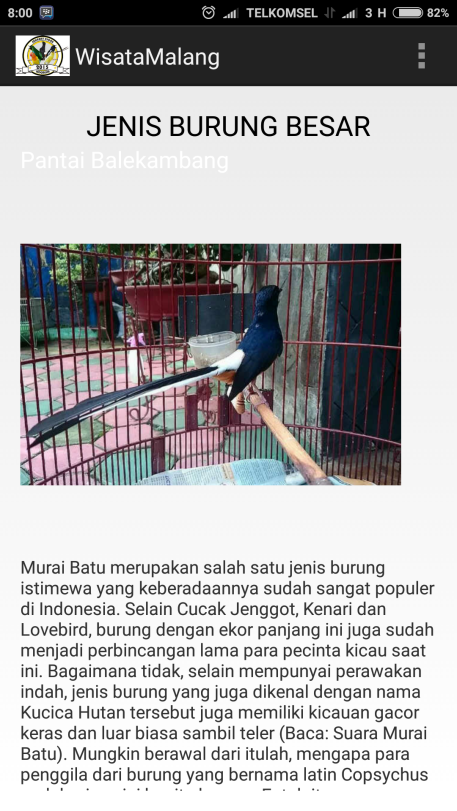 8:00 TELKOMSEL 3 H 82%
WisataMalang
JENIS BURUNG BESAR
Pantai Balekambang
Murai Batu merupakan salah satu jenis burung
istimewa yang keberadaannya sudah sangat populer
di Indonesia. Selain Cucak Jenggot, Kenari dan
Lovebird, burung dengan ekor panjang ini juga sudah
menjadi perbincangan lama para pecinta kicau saat
ini. Bagaimana tidak, selain mempunyai perawakan
indah, jenis burung yang juga dikenal dengan nama
Kucica Hutan tersebut juga memiliki kicauan gacor
keras dan luar biasa sambil teler (Baca: Suara Murai
Batu). Mungkin berawal dari itulah, mengapa para
penggila dari burung yang bernama latin Copsychus